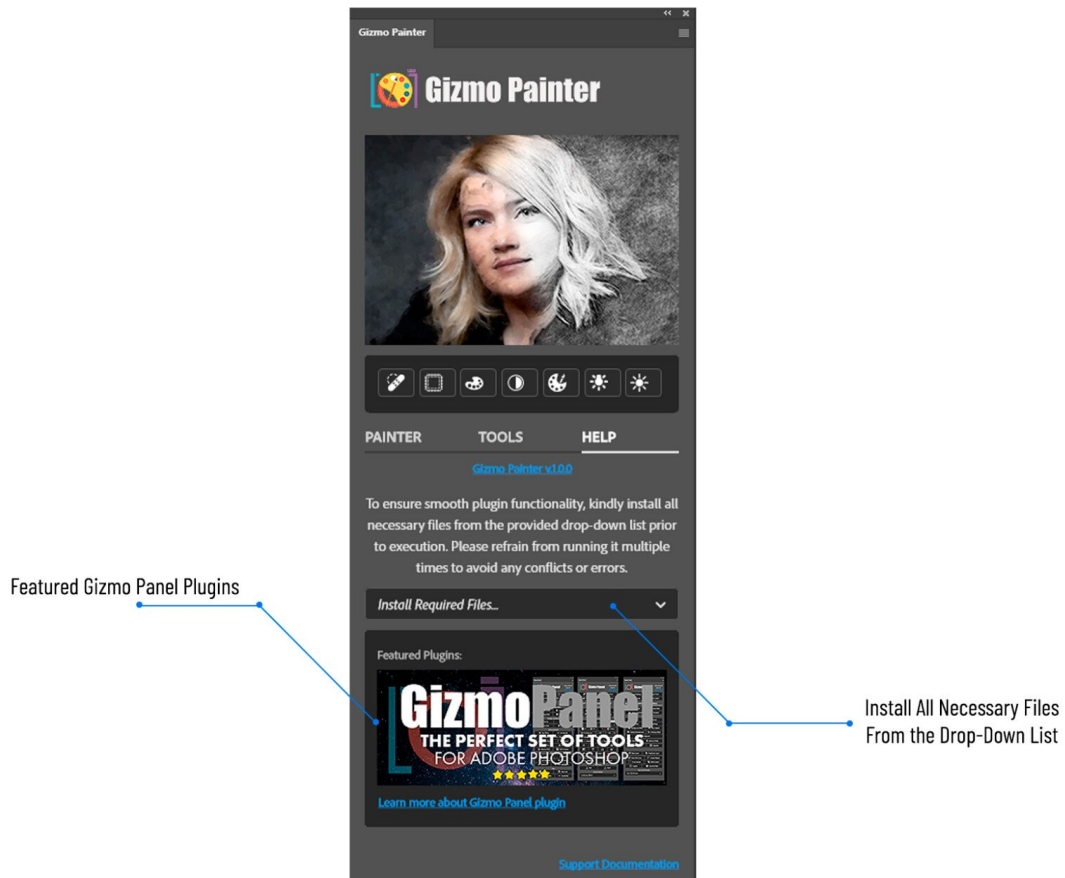 Gizmo Painter
Gizmo Painter
PAINTER TOOLS HELP
Gizmo Painter v.1.0.0
To ensure smooth plugin functionality, kindly install all
necessary files from the provided drop-down list prior
to execution. Please refrain from running it multiple
times to avoid any conflicts or errors.
Featured Gizmo Panel Plugins
Install Required Files...
Featured Plugins:
GizmoPanel
THE PERFECT SET OF TOOLS
FOR ADOBE PHOTOSHOP
Install All Necessary Files
From the Drop-Down List
Learn more about Gizmo Panel plugin
Support Documentation